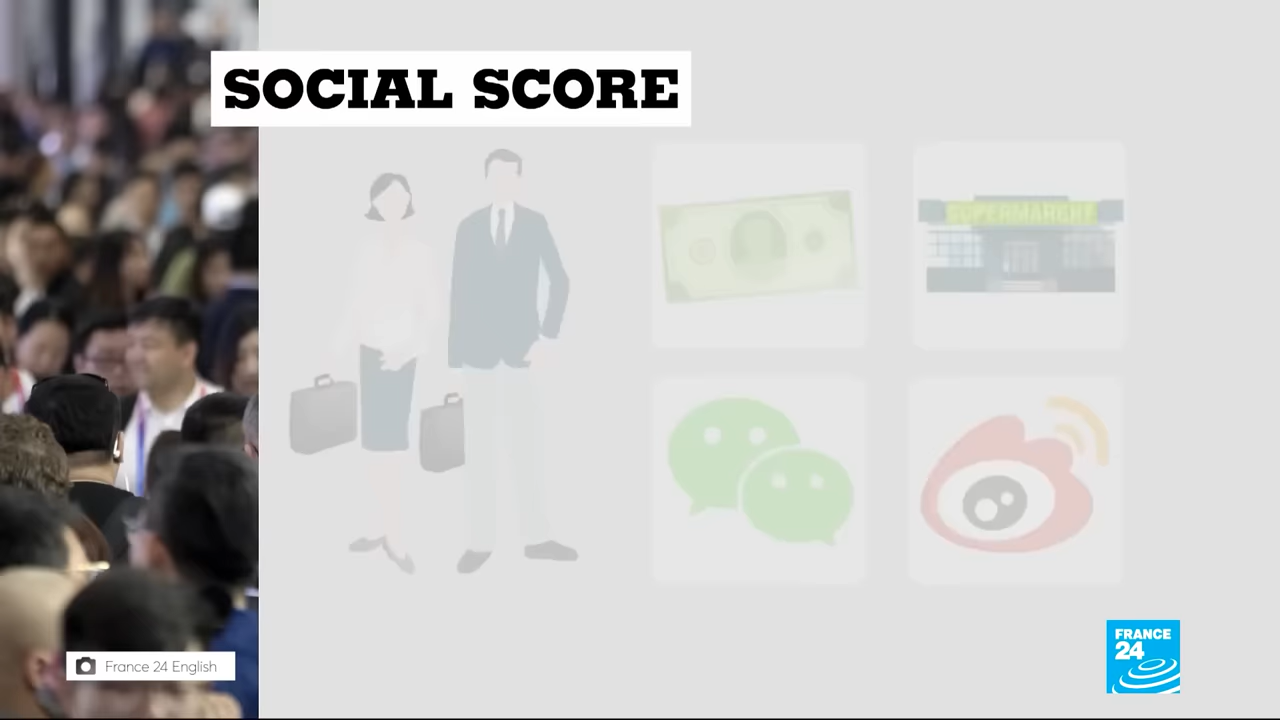 SOCIAL SCORE
SUPERMARCHÉ
France 24 English
FRANCE
24